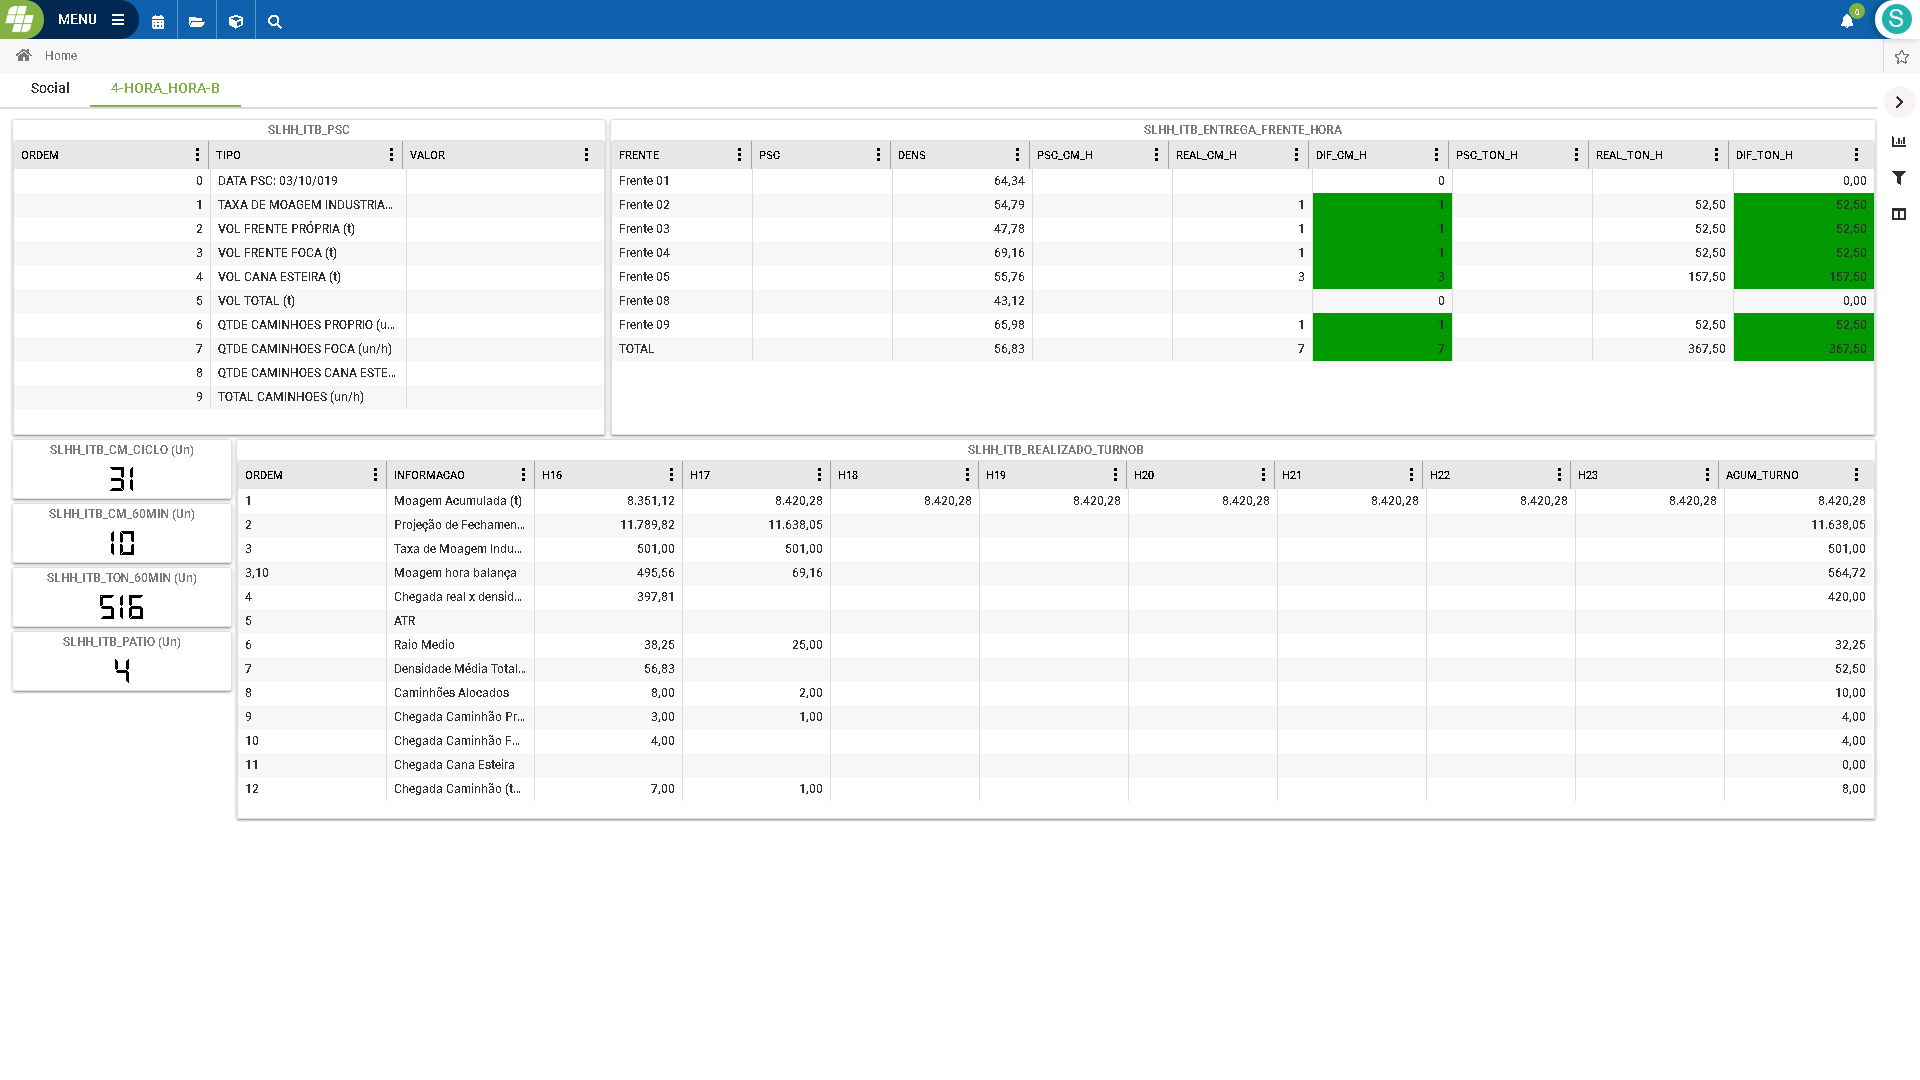 MENU
0
S
Home
Social 4-HORA_HORA-B
SLHH_ITB_PSC
ORDEM TIPO VALOR
0 DATA PSC: 03/10/019
1 TAXA DE MOAGEM INDUSTRIA...
2 VOL FRENTE PRÓPRIA (t)
3 VOL FRENTE FOCA (t)
4 VOL CANA ESTEIRA (t)
5 VOL TOTAL (t)
6 QTDE CAMINHOES PROPRIO (u...
7 QTDE CAMINHOES FOCA (un/h)
8 QTDE CAMINHOES CANA ESTE...
9 TOTAL CAMINHOES (un/h)
SLHH_ITB_ENTREGA_FRENTE_HORA
FRENTE PSC DENS PSC_CM_H REAL_CM_H DIF_CM_H PSC_TON_H REAL_TON_H DIF_TON_H
Frente 01 64,34 0 0,00
Frente 02 54,79 1 1 52,50 52,50
Frente 03 47,78 1 1 52,50 52,50
Frente 04 69,16 1 1 52,50 52,50
Frente 05 55,76 3 3 157,50 157,50
Frente 08 43,12 0 0,00
Frente 09 65,98 1 1 52,50 52,50
TOTAL 56,83 7 7 367,50 367,50
SLHH_ITB_CM_CICLO (Un)
31
SLHH_ITB_CM_60MIN (Un)
10
SLHH_ITB_TON_60MIN (Un)
516
SLHH_ITB_PATIO (Un)
4
SLHH_ITB_REALIZADO_TURNOB
ORDEM INFORMACAO H16 H17 H18 H19 H20 H21 H22 H23 ACUM_TURNO
1 Moagem Acumulada (t) 8.351,12 8.420,28 8.420,28 8.420,28 8.420,28 8.420,28 8.420,28 8.420,28 8.420,28
2 Projeção de Fechamen... 11.789,82 11.638,05 11.638,05
3 Taxa de Moagem Indu... 501,00 501,00 501,00
3,10 Moagem hora balança 495,56 69,16 564,72
4 Chegada real x densid... 397,81 420,00
5 ATR
6 Raio Medio 38,25 25,00 32,25
7 Densidade Média Total... 56,83 52,50
8 Caminhões Alocados 8,00 2,00 10,00
9 Chegada Caminhão Pr... 3,00 1,00 4,00
10 Chegada Caminhão F... 4,00 4,00
11 Chegada Cana Esteira 0,00
12 Chegada Caminhão (t... 7,00 1,00 8,00